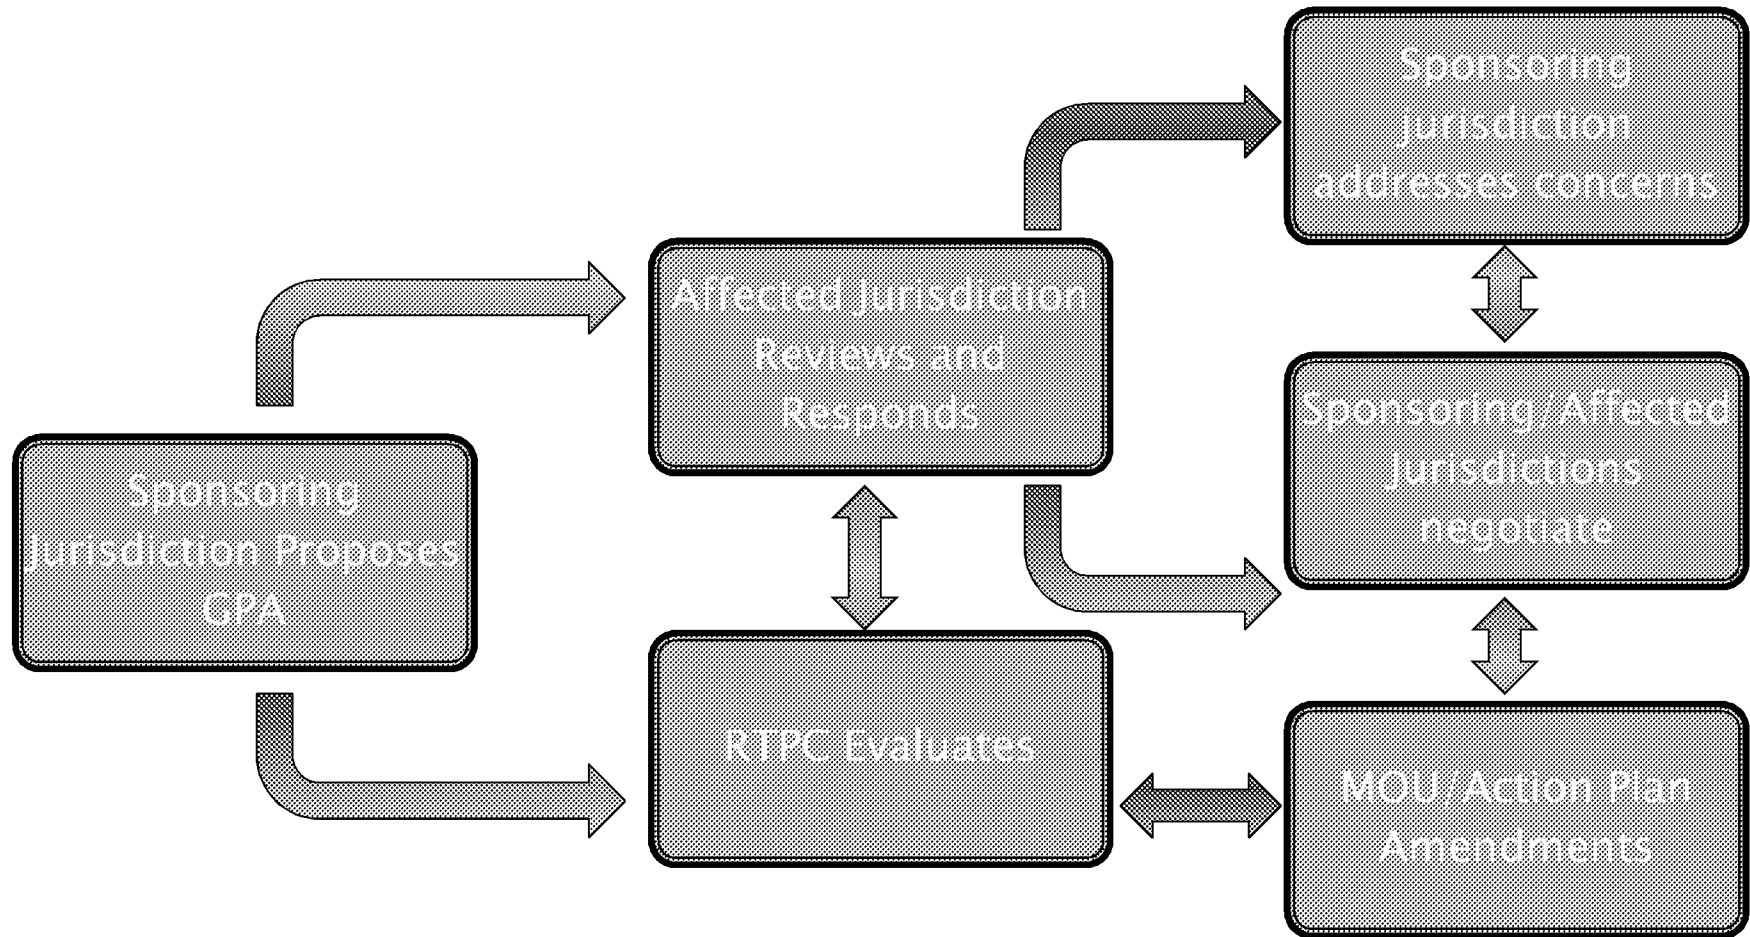 Sponsoring
Jurisdiction Proposes
GPA
Affected Jurisdiction
Reviews and
Responds
RTPC Evaluates
Sponsoring
jurisdiction
addresses concerns
Sponsoring/Affected
Jurisdictions
negotiate
MOU/Action Plan
Amendments